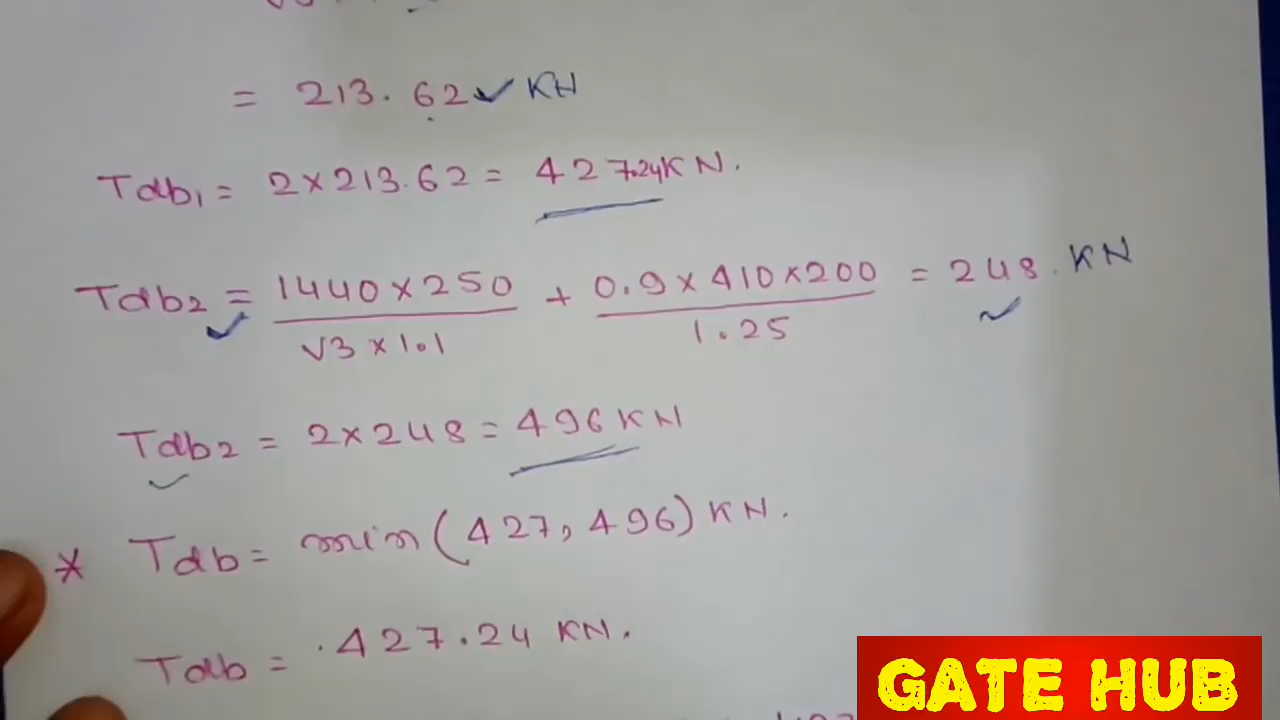 = 213.62 ✓ KN
Tdb₁ = 2×213.62 = 427.24KN.
Tdb₂ = 1440×250/√3×1.1 + 0.9×410×200/1.25 = 248. KN
Tdb₂ = 2×248 = 496 KN
* Tdb = min(427, 496) KN.
Tdb = .427.24 KN.
GATE HUB